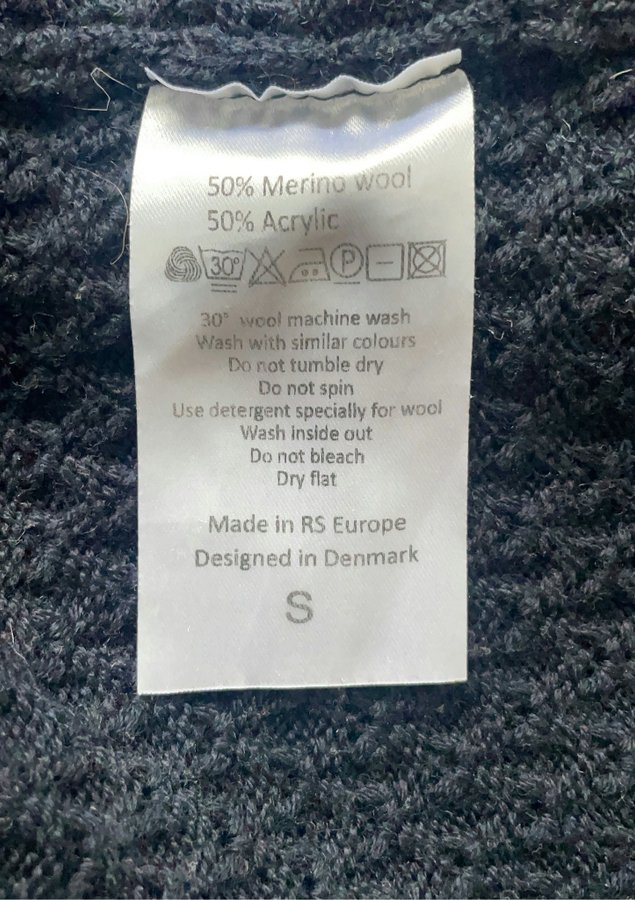 50% Merino wool
50% Acrylic
30° P
30° wool machine wash
Wash with similar colours
Do not tumble dry
Do not spin
Use detergent specially for wool
Wash inside out
Do not bleach
Dry flat
Made in RS Europe
Designed in Denmark
S